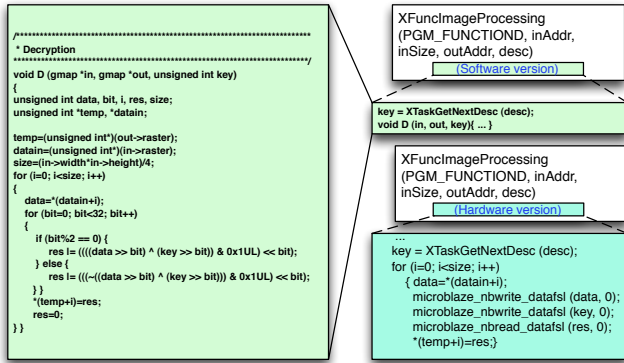 /***********************************************************************
* Decryption
***********************************************************************/
void D (gmap *in, gmap *out, unsigned int key)
{
unsigned int data, bit, i, res, size;
unsigned int *temp, *datain;
temp=(unsigned int*)(out->raster);
datain=(unsigned int*)(in->raster);
size=(in->width*in->height)/4;
for (i=0; i<size; i++)
{
data=*(datain+i);
for (bit=0; bit<32; bit++)
{
if (bit%2 == 0) {
res |= ((((data >> bit) ^ (key >> bit)) & 0x1UL) << bit);
} else {
res |= (((~((data >> bit) ^ (key >> bit))) & 0x1UL) << bit);
} }
*(temp+i)=res;
res=0;
} }
XFuncImageProcessing
(PGM_FUNCTIOND, inAddr,
inSize, outAddr, desc)
(Software version)
key = XTaskGetNextDesc (desc);
void D (in, out, key){ ... }
XFuncImageProcessing
(PGM_FUNCTIOND, inAddr,
inSize, outAddr, desc)
(Hardware version)
...
key = XTaskGetNextDesc (desc);
for (i=0; i<size; i++)
{ data=*(datain+i);
microblaze_nbwrite_datafsl (data, 0);
microblaze_nbwrite_datafsl (key, 0);
microblaze_nbread_datafsl (res, 0);
*(temp+i)=res;}